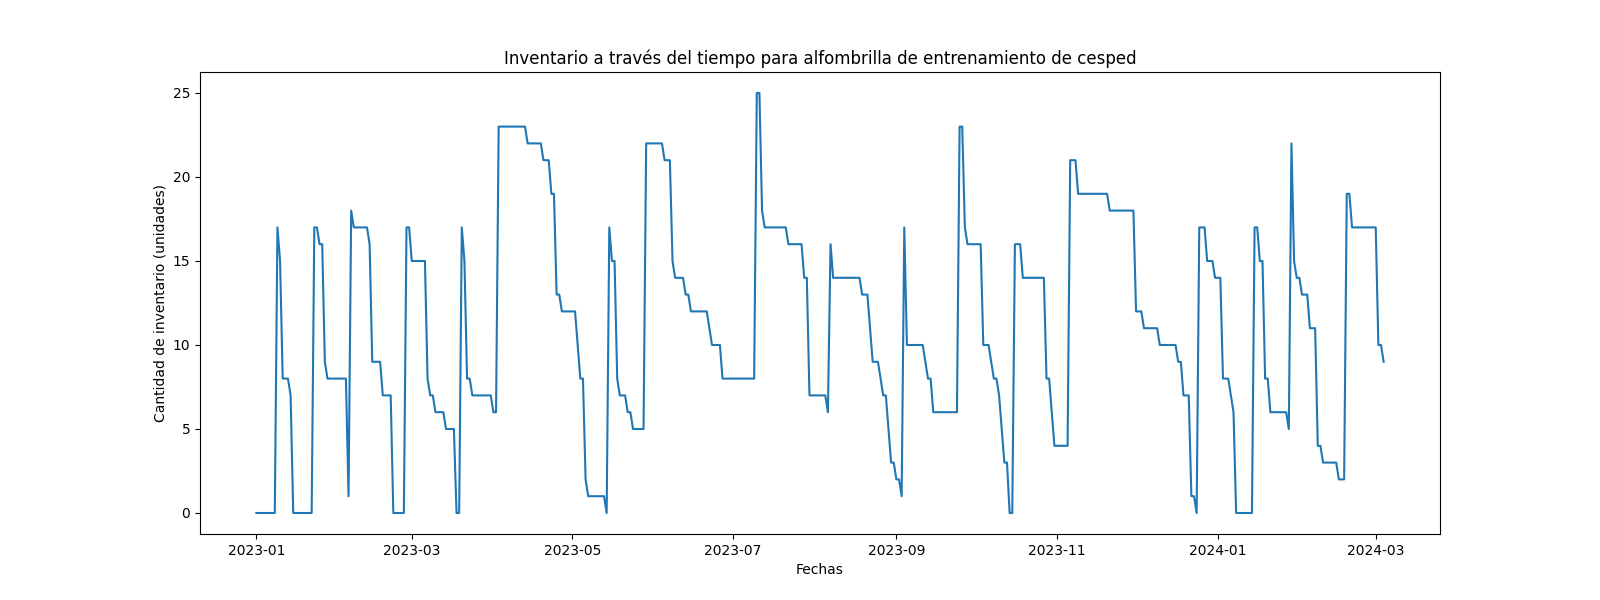 Inventario a través del tiempo para alfombrilla de entrenamiento de cesped
Cantidad de inventario (unidades)
25
20
15
10
5
0
2023-01 2023-03 2023-05 2023-07 2023-09 2023-11 2024-01 2024-03
Fechas